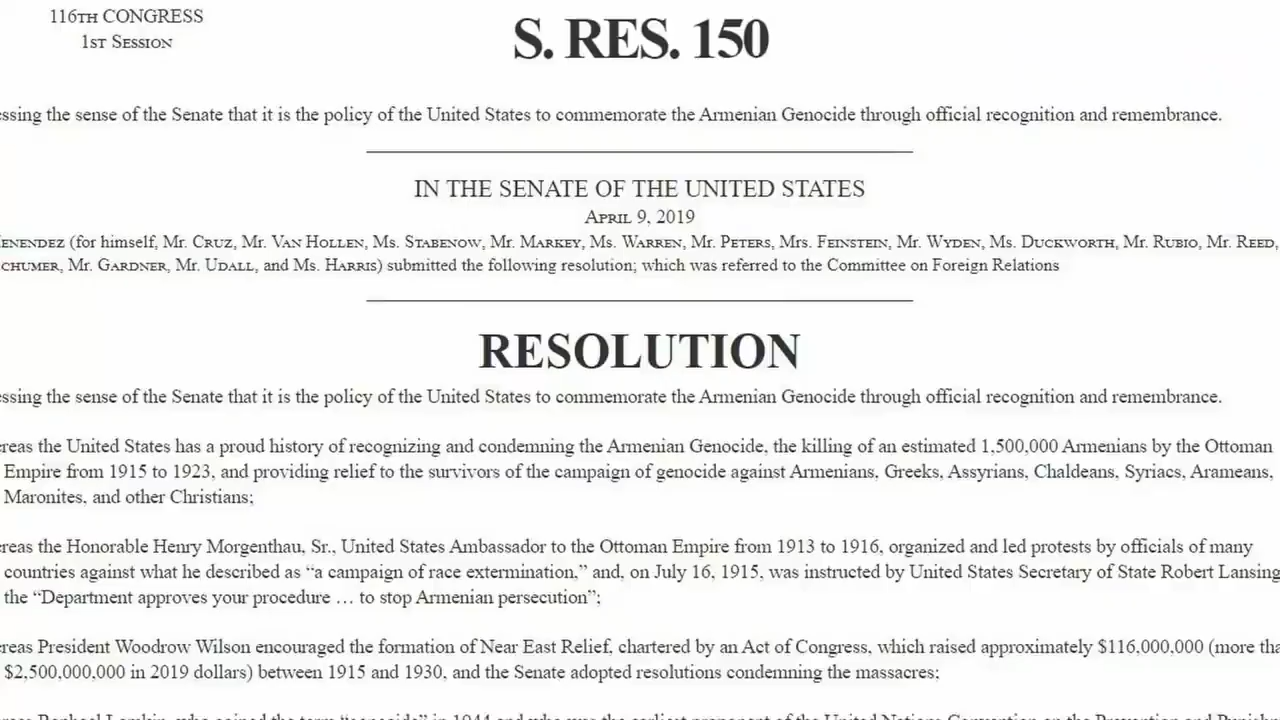 116TH CONGRESS
1ST SESSION
S. RES. 150
ssing the sense of the Senate that it is the policy of the United States to commemorate the Armenian Genocide through official recognition and remembrance.
IN THE SENATE OF THE UNITED STATES
APRIL 9, 2019
ENENDEZ (for himself, Mr. CRUZ, Mr. VAN HOLLEN, Ms. STABENOW, Mr. MARKEY, Ms. WARREN, Mr. PETERS, Mrs. FEINSTEIN, Mr. WYDEN, Ms. DUCKWORTH, Mr. RUBIO, Mr. REED,
CHUMER, Mr. GARDNER, Mr. UDALL, and Ms. HARRIS) submitted the following resolution; which was referred to the Committee on Foreign Relations
RESOLUTION
ssing the sense of the Senate that it is the policy of the United States to commemorate the Armenian Genocide through official recognition and remembrance.
reas the United States has a proud history of recognizing and condemning the Armenian Genocide, the killing of an estimated 1,500,000 Armenians by the Ottoman
Empire from 1915 to 1923, and providing relief to the survivors of the campaign of genocide against Armenians, Greeks, Assyrians, Chaldeans, Syriacs, Arameans,
Maronites, and other Christians;
reas the Honorable Henry Morgenthau, Sr., United States Ambassador to the Ottoman Empire from 1913 to 1916, organized and led protests by officials of many
countries against what he described as “a campaign of race extermination,” and, on July 16, 1915, was instructed by United States Secretary of State Robert Lansing
the “Department approves your procedure … to stop Armenian persecution”;
reas President Woodrow Wilson encouraged the formation of Near East Relief, chartered by an Act of Congress, which raised approximately $116,000,000 (more tha
$2,500,000,000 in 2019 dollars) between 1915 and 1930, and the Senate adopted resolutions condemning the massacres;